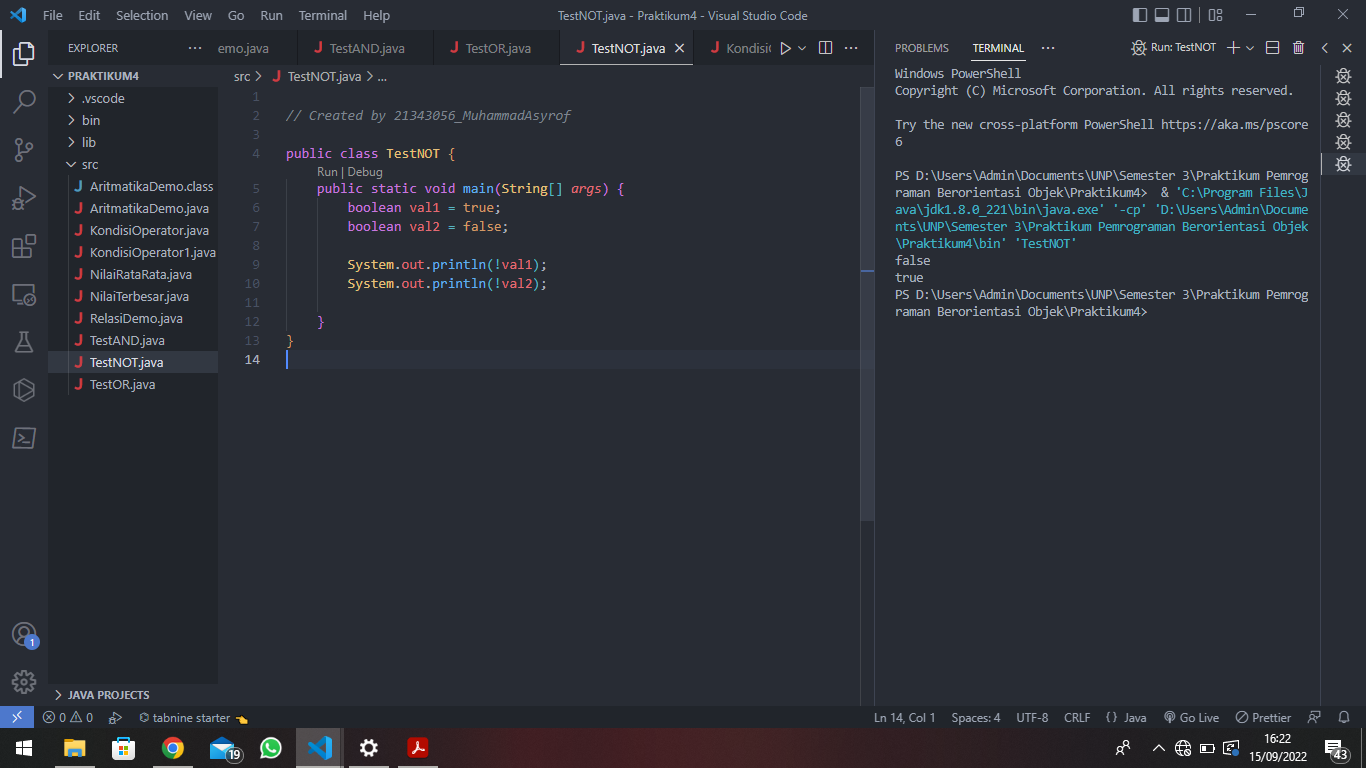 File Edit Selection View Go Run Terminal Help
TestNOT.java - Praktikum4 - Visual Studio Code
EXPLORER ···
emo.java TestAND.java TestOR.java TestNOT.java Kondisi
PRAKTIKUM4
.vscode
bin
lib
src
AritmatikaDemo.class
AritmatikaDemo.java
KondisiOperator.java
KondisiOperator1.java
NilaiRataRata.java
NilaiTerbesar.java
RelasiDemo.java
TestAND.java
TestNOT.java
TestOR.java
JAVA PROJECTS
src > J TestNOT.java > ...
1
2 // Created by 21343056_MuhammadAsyrof
3
4 public class TestNOT {
Run | Debug
5 public static void main(String[] args) {
6 boolean val1 = true;
7 boolean val2 = false;
8
9 System.out.println(!val1);
10 System.out.println(!val2);
11
12 }
13 }
14
PROBLEMS TERMINAL ··· Run: TestNOT
Windows PowerShell
Copyright (C) Microsoft Corporation. All rights reserved.
Try the new cross-platform PowerShell https://aka.ms/pscore
6
PS D:\Users\Admin\Documents\UNP\Semester 3\Praktikum Pemrog
raman Berorientasi Objek\Praktikum4> & 'C:\Program Files\J
ava\jdk1.8.0_221\bin\java.exe' '-cp' 'D:\Users\Admin\Docume
nts\UNP\Semester 3\Praktikum Pemrograman Berorientasi Objek
\Praktikum4\bin' 'TestNOT'
false
true
PS D:\Users\Admin\Documents\UNP\Semester 3\Praktikum Pemrog
raman Berorientasi Objek\Praktikum4>
1
0 0 tabnine starter Ln 14, Col 1 Spaces: 4 UTF-8 CRLF {} Java Go Live Prettier
19
16:22
15/09/2022
43